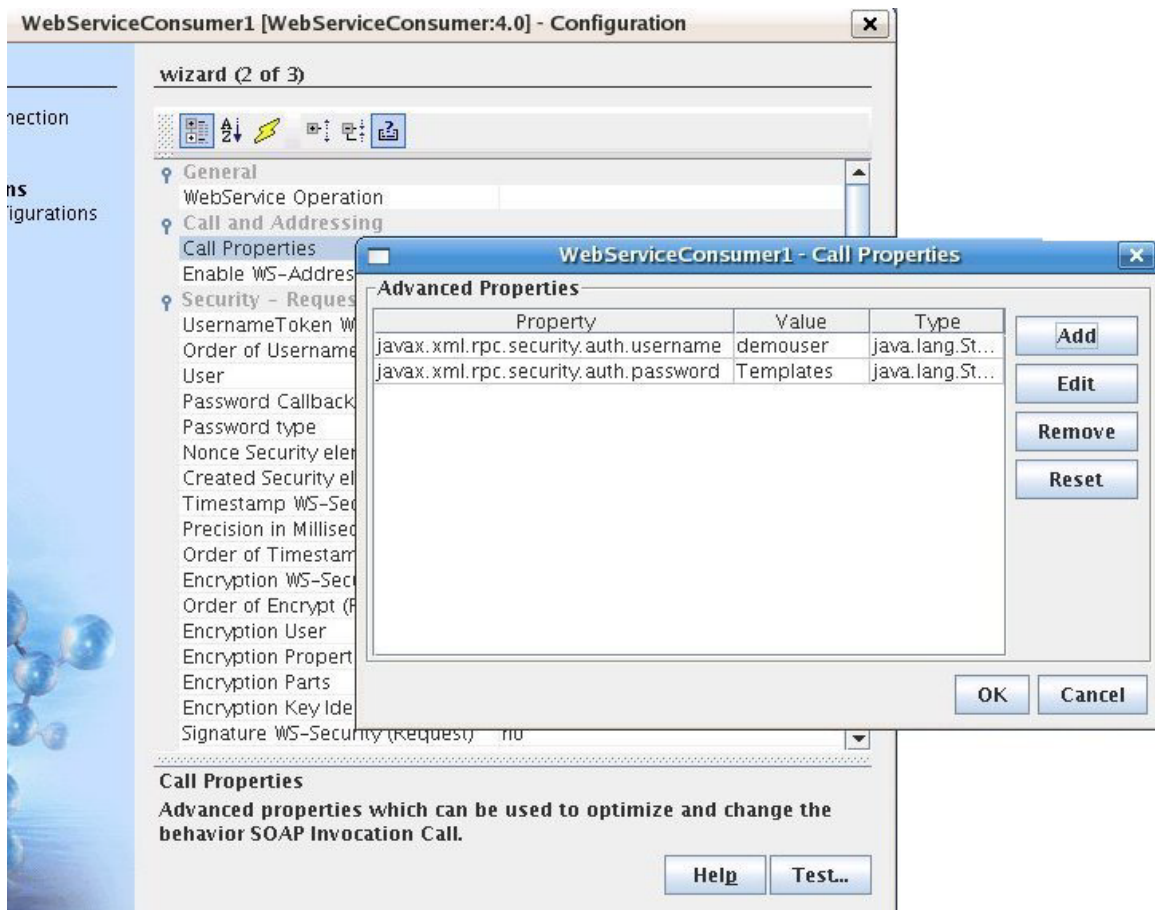 WebServiceConsumer1 [WebServiceConsumer:4.0] - Configuration
wizard (2 of 3)
nection
ns
igurations
General
WebService Operation
Call and Addressing
Call Properties
Enable WS-Addres
Security - Reques
UsernameToken W
Order of Username
User
Password Callback
Password type
Nonce Security eler
Created Security el
Timestamp WS-Sec
Precision in Millisec
Order of Timestam
Encryption WS-Secu
Order of Encrypt (R
Encryption User
Encryption Propert
Encryption Parts
Encryption Key Ide
Signature WS-Security (Request) no
WebServiceConsumer1 - Call Properties
Advanced Properties
Property Value Type
javax.xml.rpc.security.auth.username demouser java.lang.St...
javax.xml.rpc.security.auth.password Templates java.lang.St...
Add
Edit
Remove
Reset
OK Cancel
Call Properties
Advanced properties which can be used to optimize and change the
behavior SOAP Invocation Call.
Help Test...